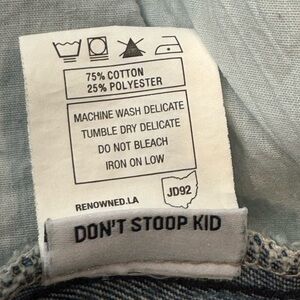 75% COTTON
25% POLYESTER
MACHINE WASH DELICATE
TUMBLE DRY DELICATE
DO NOT BLEACH
IRON ON LOW
RENOWNED.LA
JD92
DON'T STOOP KID